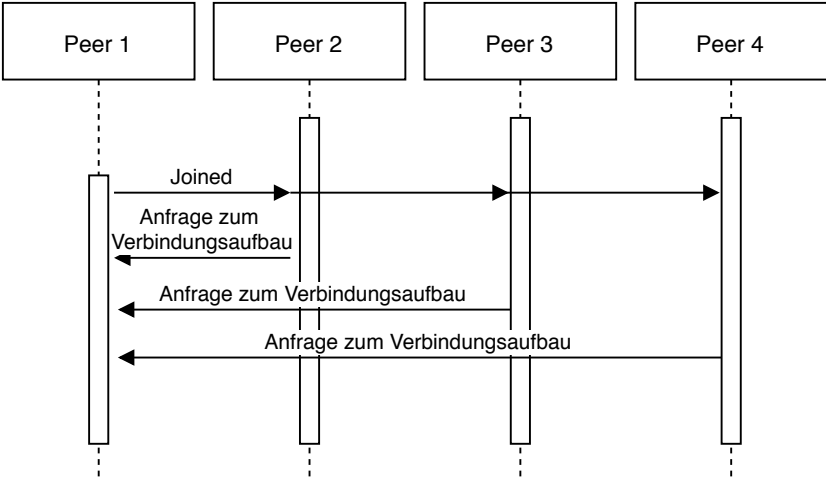 Peer 1
Peer 2
Peer 3
Peer 4
Joined
Anfrage zum
Verbindungsaufbau
Anfrage zum Verbindungsaufbau
Anfrage zum Verbindungsaufbau